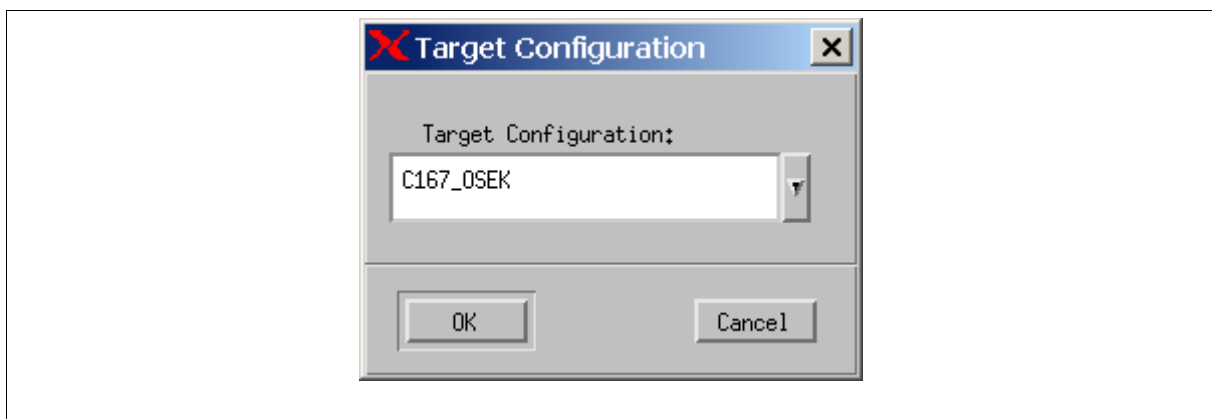 Target Configuration
Target Configuration:
C167_OSEK
OK
Cancel